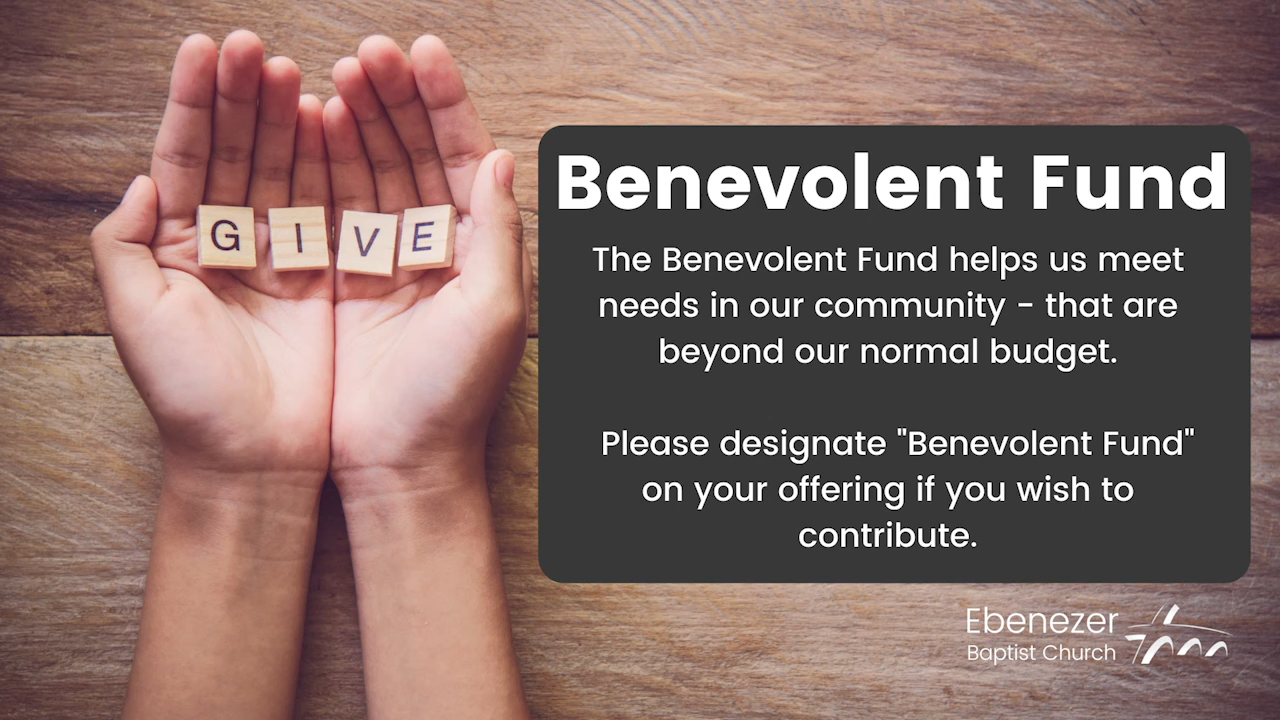 GIVE
Benevolent Fund
The Benevolent Fund helps us meet
needs in our community - that are
beyond our normal budget.
Please designate "Benevolent Fund"
on your offering if you wish to
contribute.
Ebenezer
Baptist Church